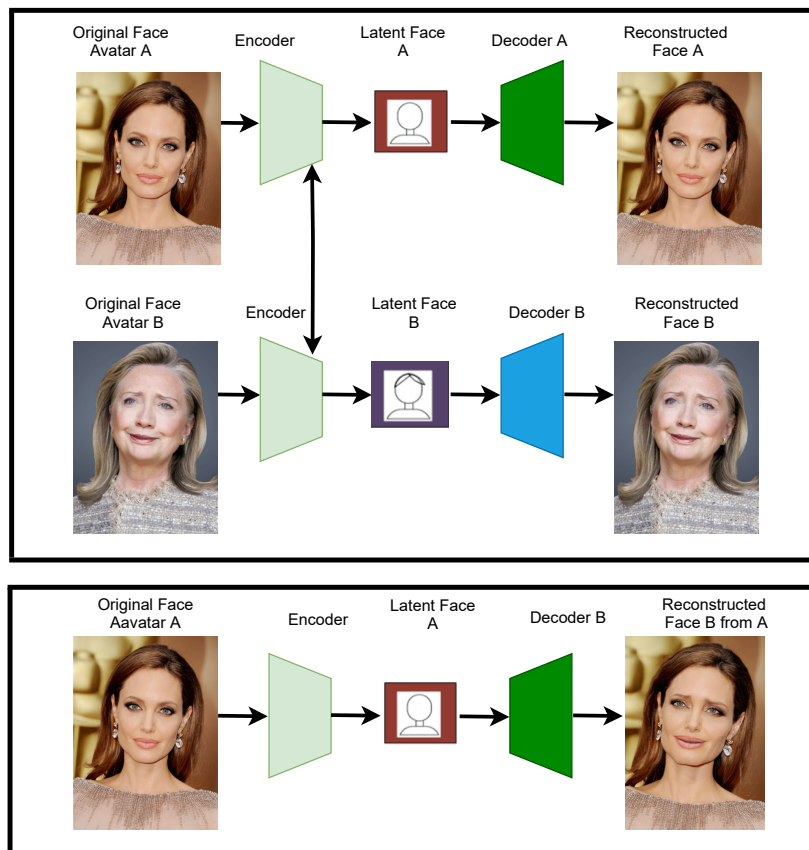 Original Face
Avatar A
Encoder
Latent Face
A
Decoder A
Reconstructed
Face A
Original Face
Avatar B
Encoder
Latent Face
B
Decoder B
Reconstructed
Face B
Original Face
Aavatar A
Encoder
Latent Face
A
Decoder B
Reconstructed
Face B from A